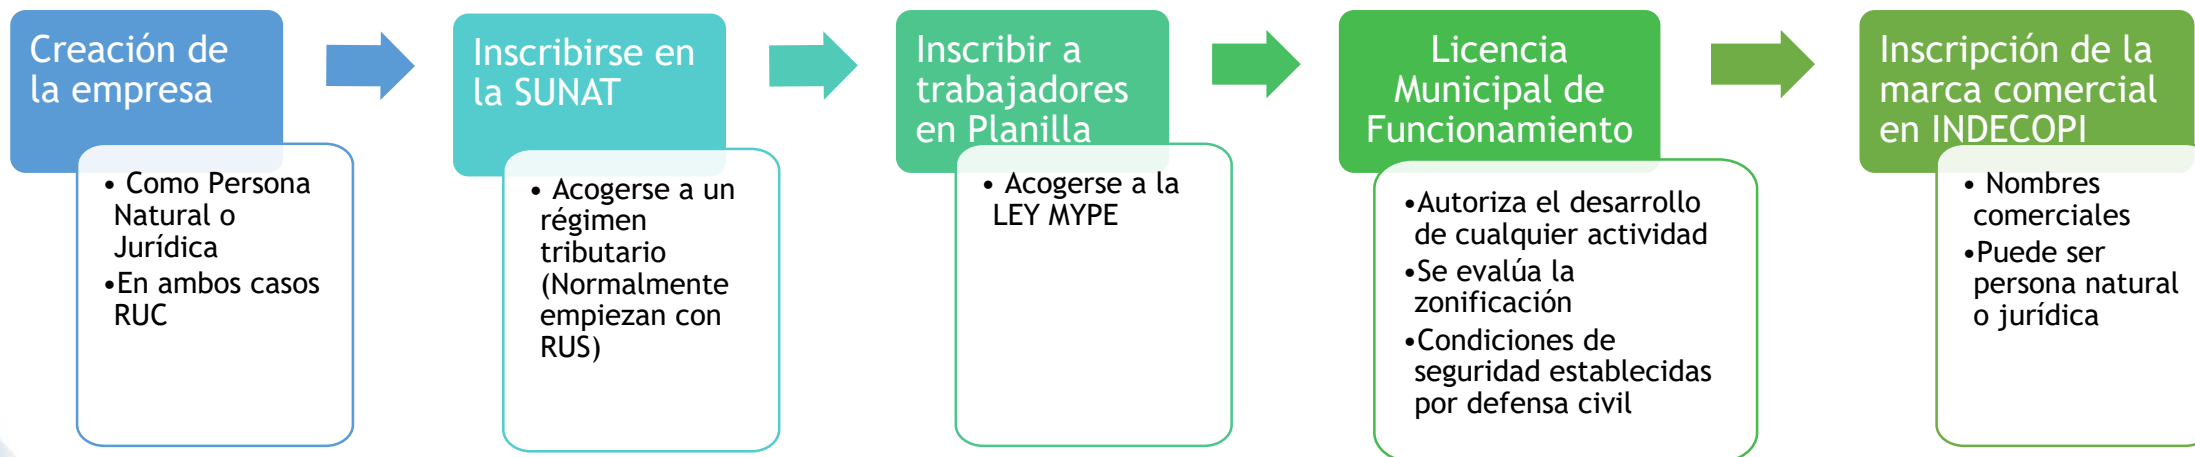 Creación de
la empresa
• Como Persona
Natural o
Jurídica
•En ambos casos
RUC
Inscribirse en
la SUNAT
• Acogerse a un
régimen
tributario
(Normalmente
empiezan con
RUS)
Inscribir a
trabajadores
en Planilla
• Acogerse a la
LEY MYPE
Licencia
Municipal de
Funcionamiento
•Autoriza el desarrollo
de cualquier actividad
•Se evalúa la
zonificación
•Condiciones de
seguridad establecidas
por defensa civil
Inscripción de la
marca comercial
en INDECOPI
• Nombres
comerciales
•Puede ser
persona natural
o jurídica